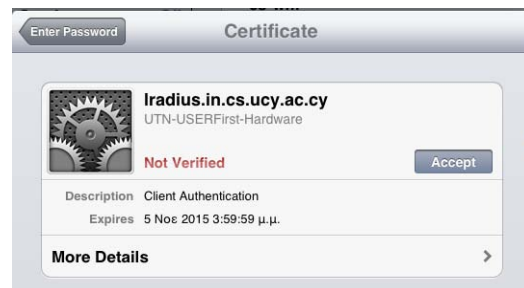 Enter Password
Certificate
lradius.in.cs.ucy.ac.cy
UTN-USERFirst-Hardware
Not Verified
Accept
Description Client Authentication
Expires 5 Νοε 2015 3:59:59 μ.μ.
More Details